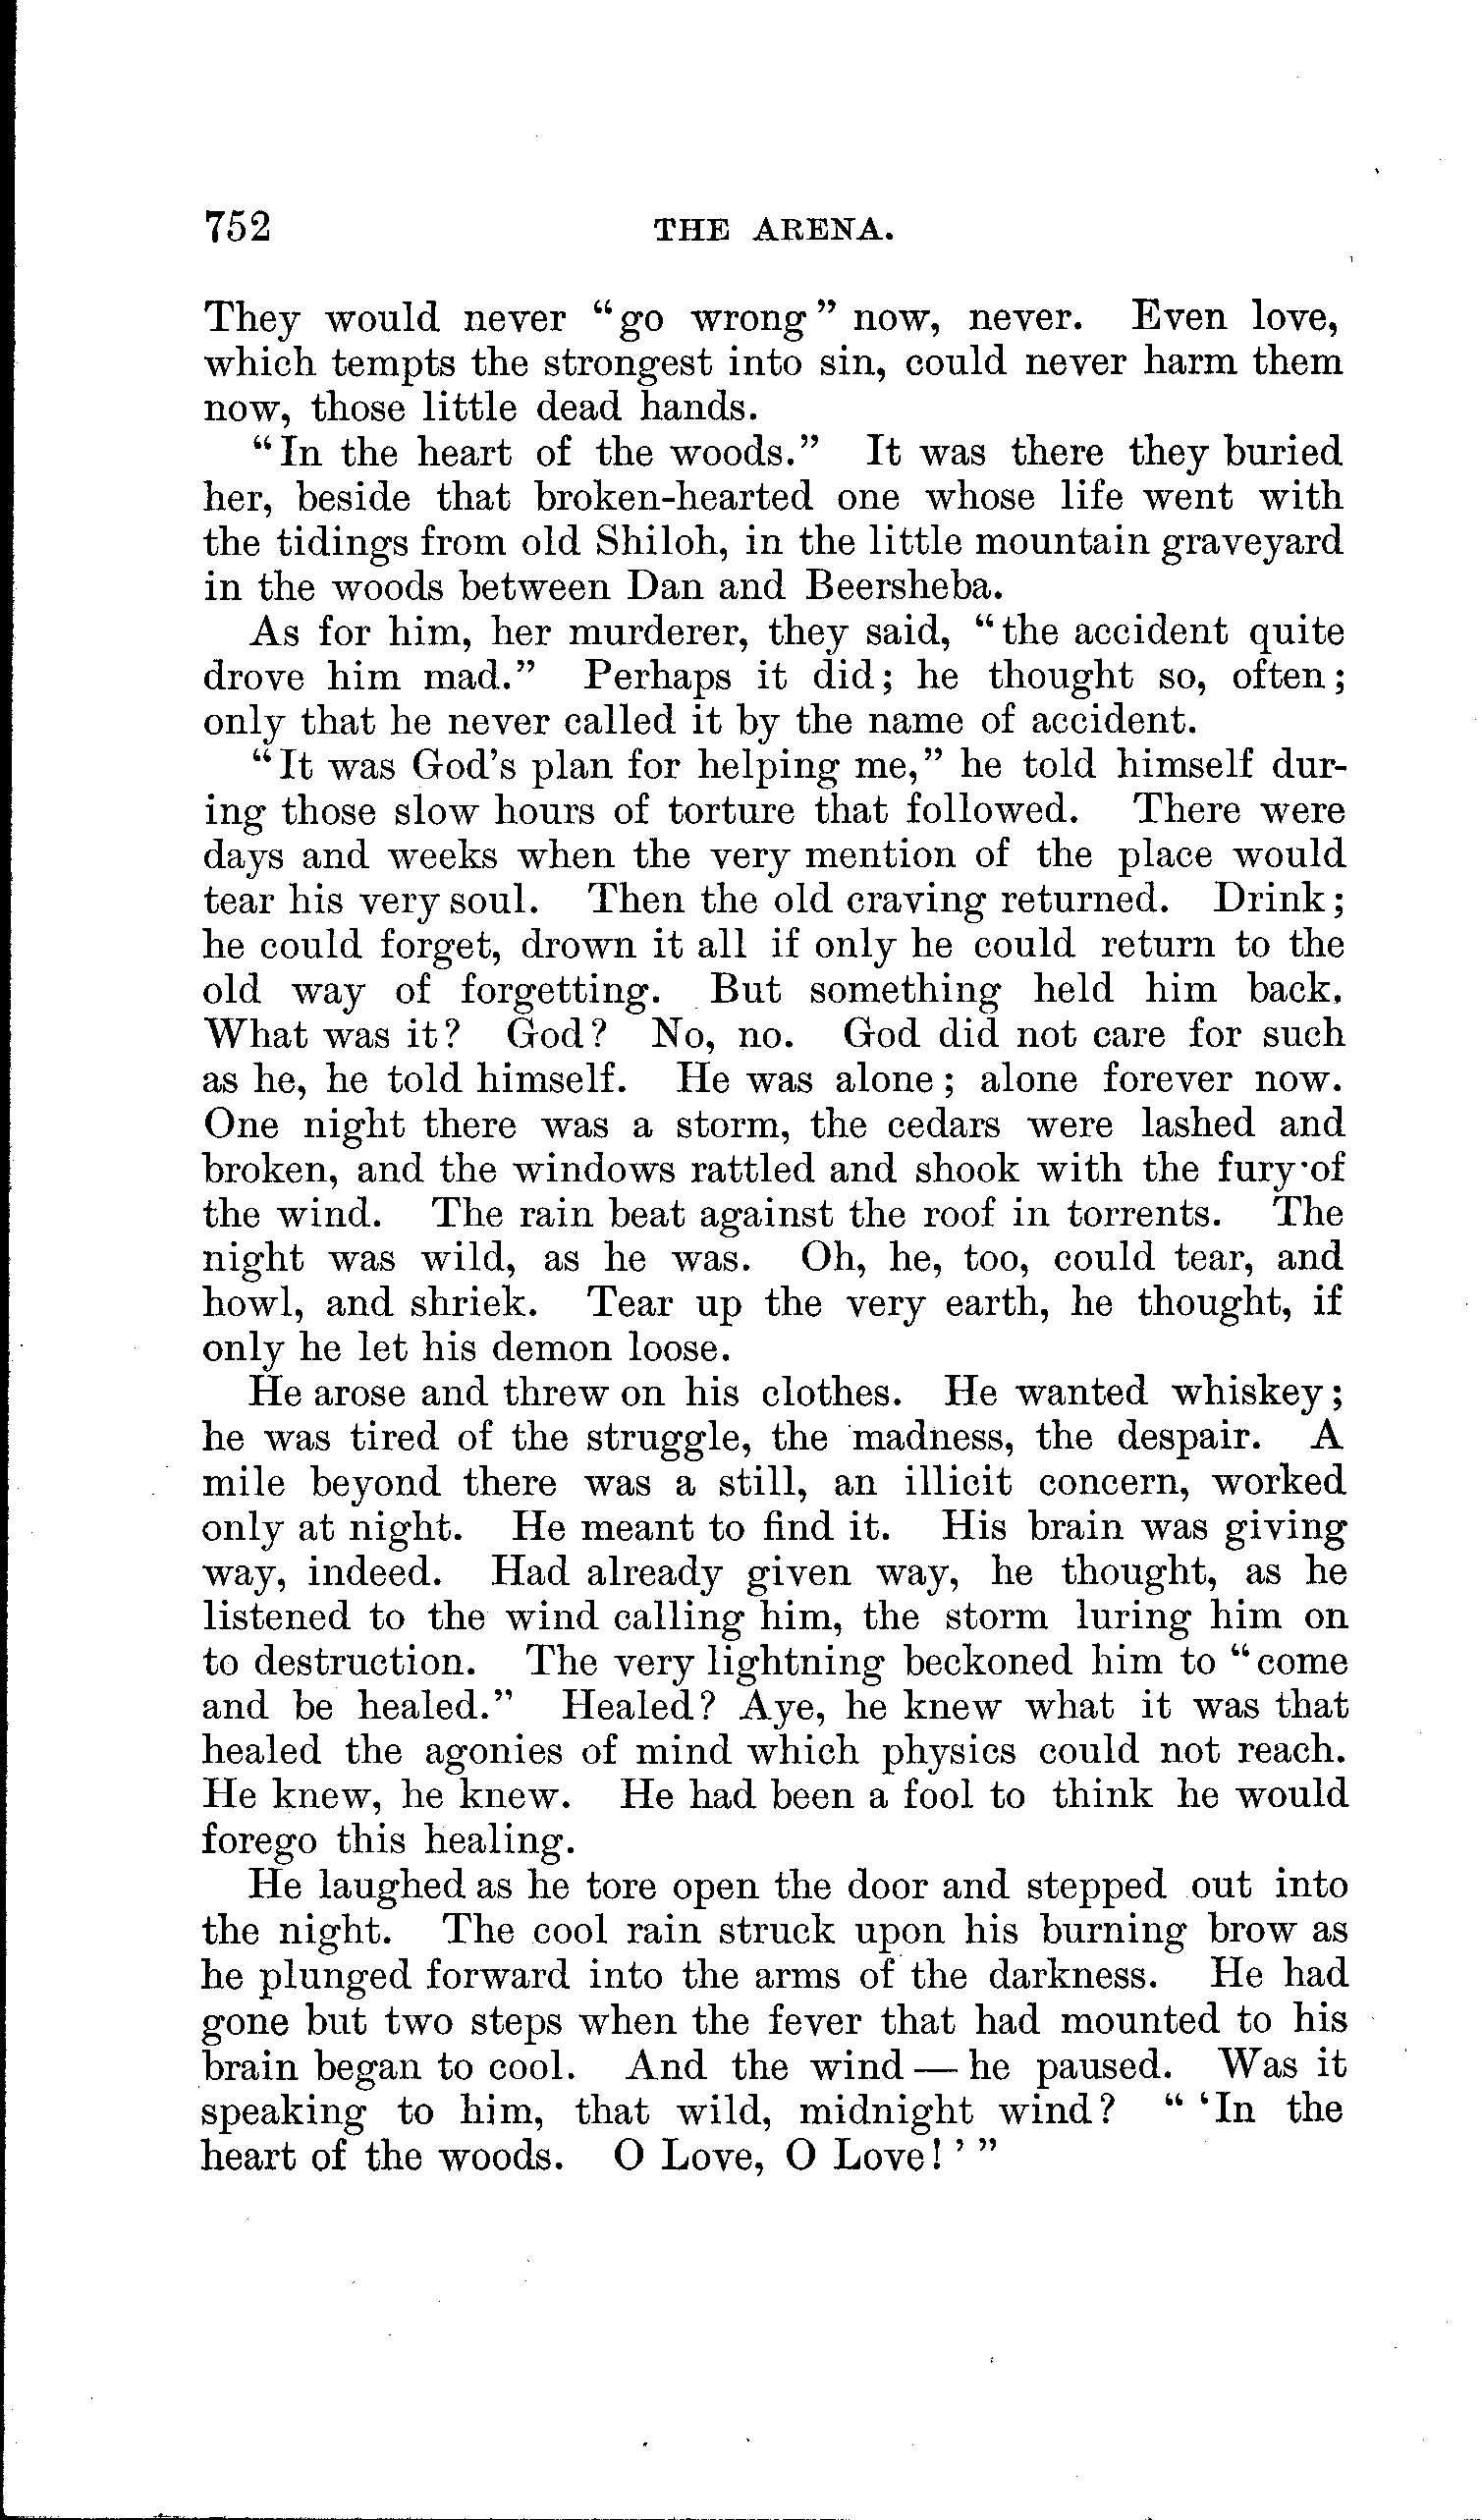 752 THE ARENA.
They would never “go wrong” now, never. Even love,
which tempts the strongest into sin, could never harm them
now, those little dead hands.
“In the heart of the woods.” It was there they buried
her, beside that broken-hearted one whose life went with
the tidings from old Shiloh, in the little mountain graveyard
in the woods between Dan and Beersheba.
As for him, her murderer, they said, “the accident quite
drove him mad.” Perhaps it did; he thought so, often;
only that he never called it by the name of accident.
“It was God’s plan for helping me,” he told himself dur-
ing those slow hours of torture that followed. There were
days and weeks when the very mention of the place would
tear his very soul. Then the old craving returned. Drink;
he could forget, drown it all if only he could return to the
old way of forgetting. But something held him back.
What was it? God? No, no. God did not care for such
as he, he told himself. He was alone; alone forever now.
One night there was a storm, the cedars were lashed and
broken, and the windows rattled and shook with the fury of
the wind. The rain beat against the roof in torrents. The
night was wild, as he was. Oh, he, too, could tear, and
howl, and shriek. Tear up the very earth, he thought, if
only he let his demon loose.
He arose and threw on his clothes. He wanted whiskey;
he was tired of the struggle, the madness, the despair. A
mile beyond there was a still, an illicit concern, worked
only at night. He meant to find it. His brain was giving
way, indeed. Had already given way, he thought, as he
listened to the wind calling him, the storm luring him on
to destruction. The very lightning beckoned him to “come
and be healed.” Healed? Aye, he knew what it was that
healed the agonies of mind which physics could not reach.
He knew, he knew. He had been a fool to think he would
forego this healing.
He laughed as he tore open the door and stepped out into
the night. The cool rain struck upon his burning brow as
he plunged forward into the arms of the darkness. He had
gone but two steps when the fever that had mounted to his
brain began to cool. And the wind — he paused. Was it
speaking to him, that wild, midnight wind? “ ‘In the
heart of the woods. O Love, O Love! ’ ”